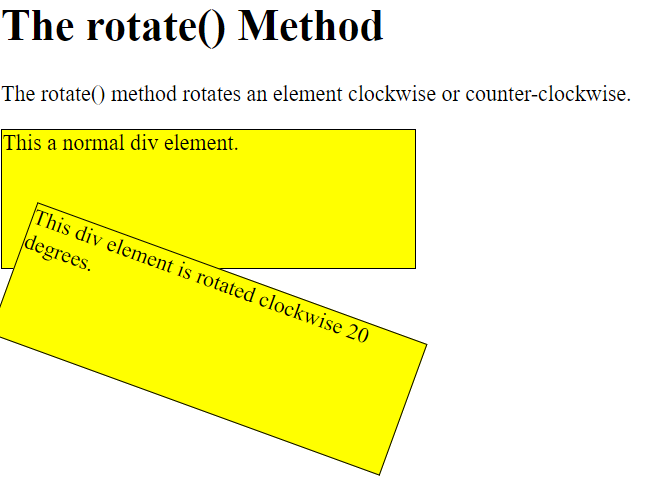 The rotate() Method
The rotate() method rotates an element clockwise or counter-clockwise.
This a normal div element.
This div element is rotated clockwise 20
degrees.